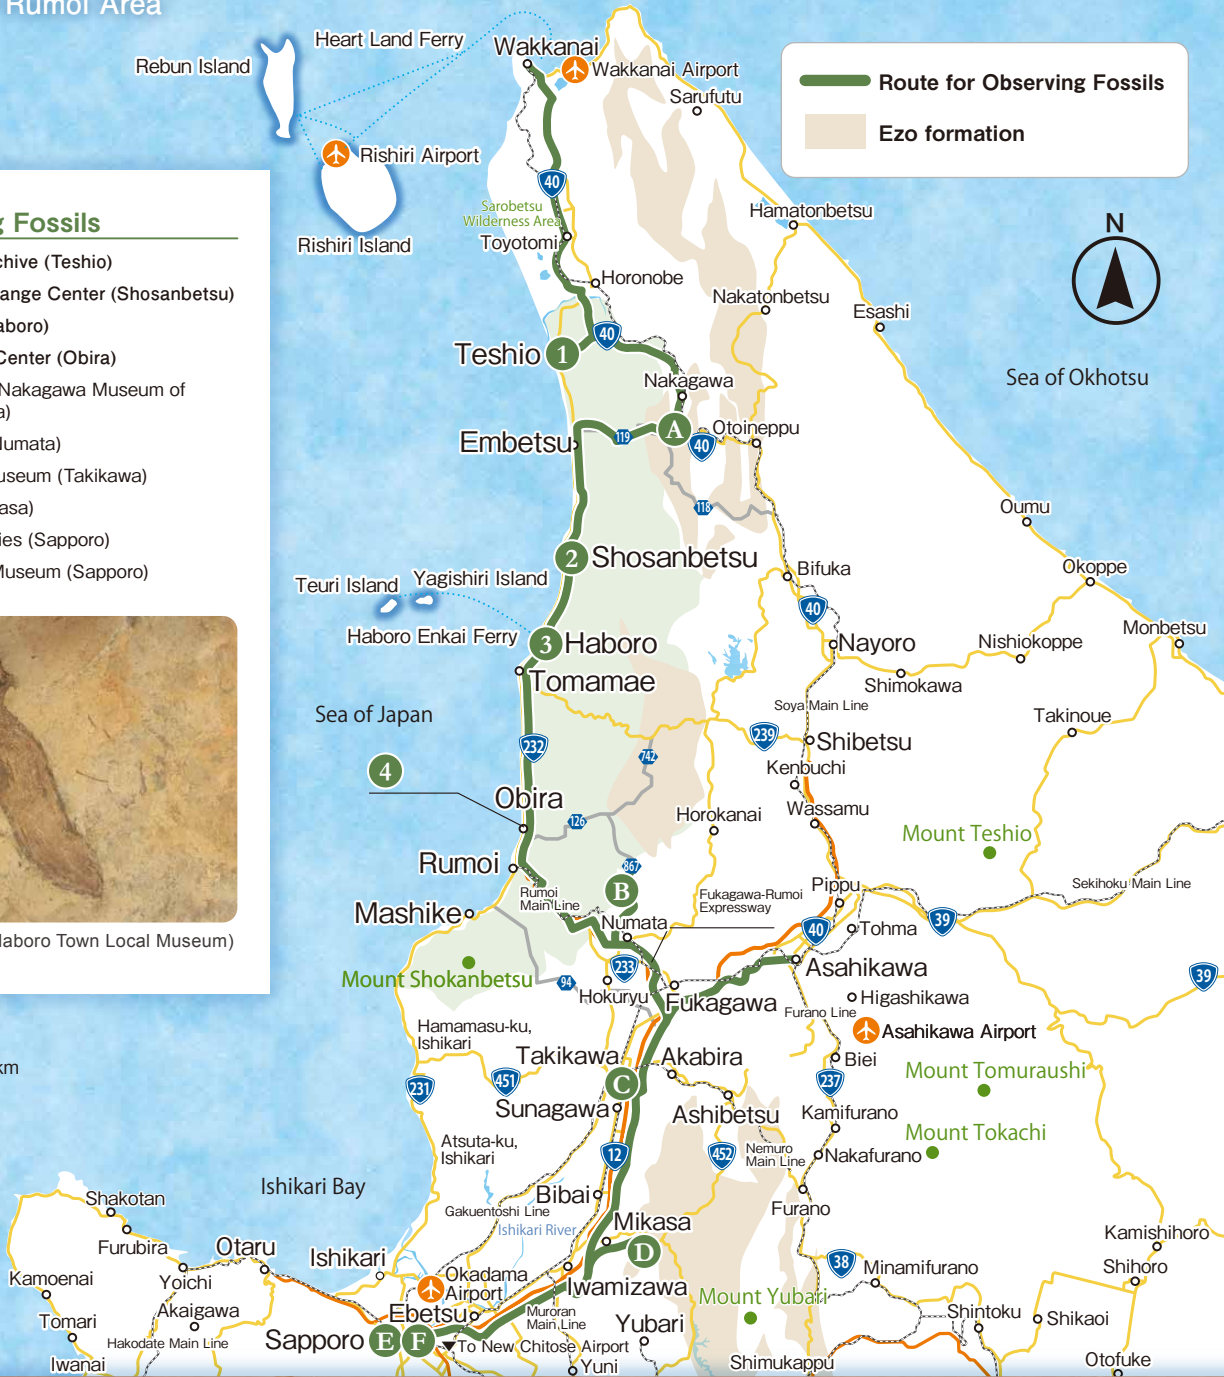 Rumoi Area
Heart Land Ferry
Rebun Island
Wakkanai
Wakkanai Airport
Sarufutu
Route for Observing Fossils
Ezo formation
Rishiri Airport
Rishiri Island
40
Sarobetsu
Wilderness Area
Toyotomi
Hamatonbetsu
N
g Fossils
chive (Teshio)
ange Center (Shosanbetsu)
aboro)
Center (Obira)
Nakagawa Museum of
a)
Numata)
useum (Takikawa)
asa)
ies (Sapporo)
Museum (Sapporo)
Horonobe
Nakatonbetsu
Esashi
40
Teshio 1
Sea of Okhotsu
Nakagawa
Embetsu
119
A
40
Otoineppu
118
Oumu
2 Shosanbetsu
Bifuka
Okoppe
Teuri Island
Yagishiri Island
40
Haboro Enkai Ferry
3 Haboro
Nayoro
Nishiokoppe
Monbetsu
Tomamae
Shimokawa
Sea of Japan
Soya Main Line
Takinoue
232
239
Shibetsu
742
4
Kenbuchi
Obira
126
Horokanai
Wassamu
Mount Teshio
Rumoi
867
B
Rumoi
Main Line
Fukagawa-Rumoi
Expressway
Pippu
Sekihoku Main Line
Mashike
Numata
40
Tohma
39
Haboro Town Local Museum)
233
Asahikawa
39
Mount Shokanbetsu
94
Hokuryu
Fukagawa
Higashikawa
Furano Line
Asahikawa Airport
Hamamasu-ku,
Ishikari
Takikawa
Akabira
Biei
km
231
451
C
237
Mount Tomuraushi
Sunagawa
Ashibetsu
Kamifurano
Atsuta-ku,
Ishikari
12
452
Nemuro
Main Line
Nakafurano
Mount Tokachi
Ishikari Bay
Bibai
Shakotan
Gakuentoshi Line
Furano
Ishikari River
Mikasa
Furubira
Otaru
Ishikari
D
38
Kamishihoro
Kamoenai
Yoichi
Okadama
Airport
Iwamizawa
Minamifurano
Shihoro
Mount Yubari
Tomari
Akaigawa
Ebetsu
Muroran
Main Line
Yubari
Shintoku
Shikaoi
Hakodate Main Line
Sapporo E F
To New Chitose Airport
Iwanai
Yuni
Shimukappu
Otofuke